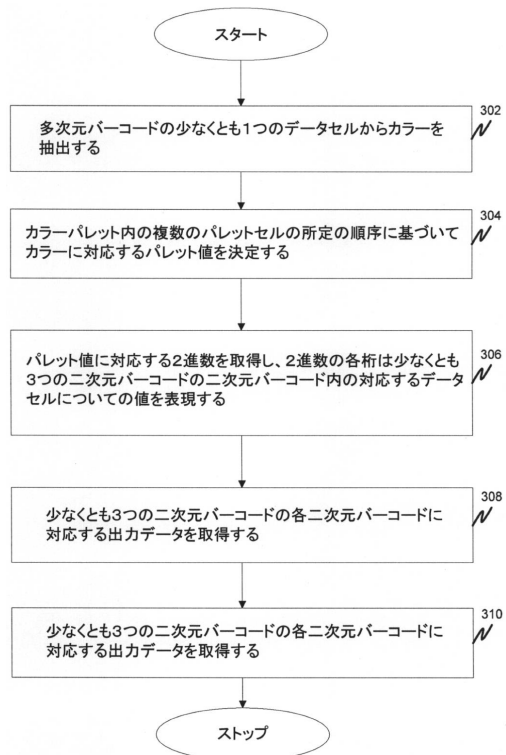 スタート
302
多次元バーコードの少なくとも1つのデータセルからカラーを
抽出する
304
カラーパレット内の複数のパレットセルの所定の順序に基づいて
カラーに対応するパレット値を決定する
306
パレット値に対応する2進数を取得し、2進数の各桁は少なくとも
3つの二次元バーコードの二次元バーコード内の対応するデータ
セルについての値を表現する
308
少なくとも3つの二次元バーコードの各二次元バーコードに
対応する出力データを取得する
310
少なくとも3つの二次元バーコードの各二次元バーコードに
対応する出力データを取得する
ストップ